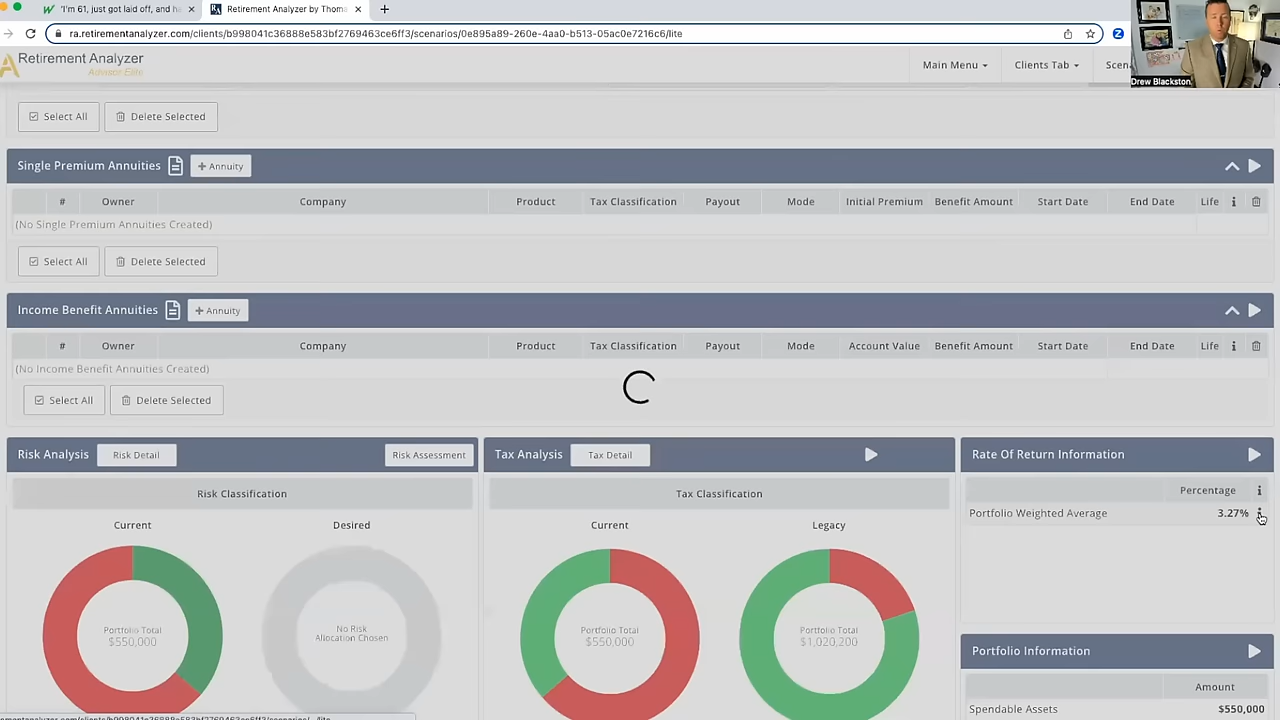 'I'm 61, just got laid off, and h
Retirement Analyzer by Thoma
ra.retirementanalyzer.com/clients/b998041c36888e583bf2769463ce6ff3/scenarios/0e895a89-260e-4aa0-b513-05ac0e7216c6/lite
Retirement Analyzer
Advisor Elite
Main Menu
Clients Tab
Scen
Drew Blackston
Select All
Delete Selected
Single Premium Annuities
+ Annuity
# Owner Company Product Tax Classification Payout Mode Initial Premium Benefit Amount Start Date End Date Life
(No Single Premium Annuities Created)
Select All
Delete Selected
Income Benefit Annuities
+ Annuity
# Owner Company Product Tax Classification Payout Mode Account Value Benefit Amount Start Date End Date Life
(No Income Benefit Annuities Created)
Select All
Delete Selected
Risk Analysis
Risk Detail
Risk Assessment
Risk Classification
Current
Desired
Portfolio Total
$550,000
No Risk
Allocation Chosen
Tax Analysis
Tax Detail
Tax Classification
Current
Legacy
Portfolio Total
$550,000
Portfolio Total
$1,020,200
Rate Of Return Information
Percentage
Portfolio Weighted Average 3.27%
Portfolio Information
Amount
Spendable Assets $550,000